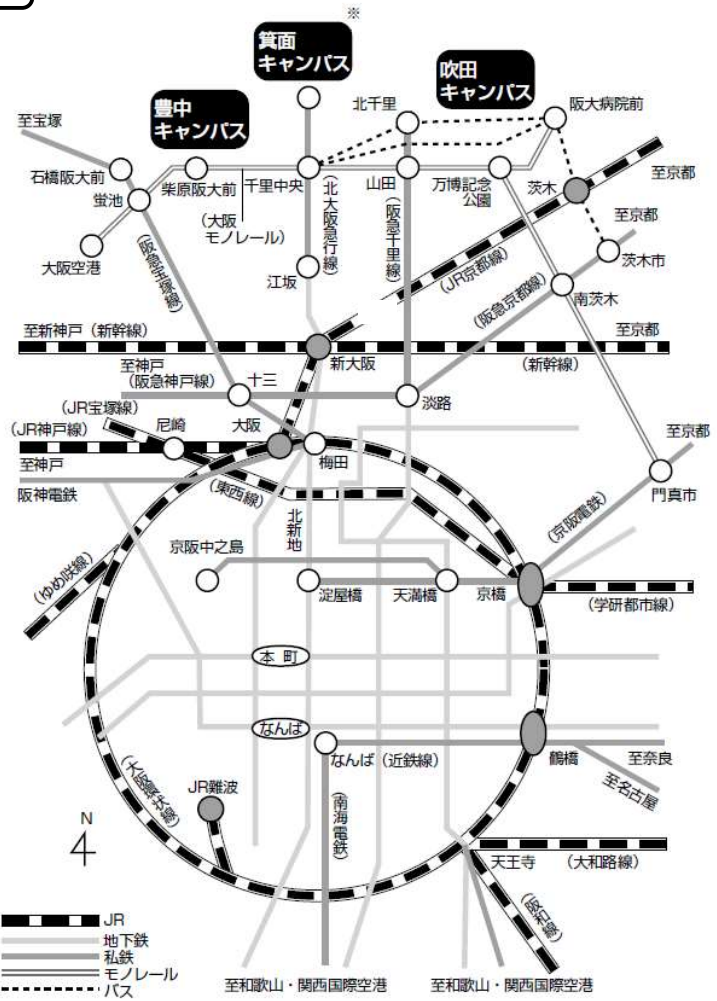 ※
箕面
キャンパス
吹田
キャンパス
豊中
キャンパス
北千里
阪大病院前
至宝塚
石橋阪大前
蛍池
柴原阪大前
千里中央
山田
万博記念
公園
茨木
至京都
(大阪
モノレール)
(北大阪急行線)
(阪急千里線)
至京都
大阪空港
(阪急宝塚線)
江坂
(JR京都線)
茨木市
(阪急京都線)
南茨木
至新神戸(新幹線)
至京都
新大阪
(新幹線)
至神戸
(阪急神戸線)
十三
淡路
(JR宝塚線)
(JR神戸線)
尼崎
大阪
梅田
至京都
至神戸
阪神電鉄
(東西線)
北新地
門真市
(京阪電鉄)
京阪中之島
(ゆめ咲線)
淀屋橋
天満橋
京橋
(学研都市線)
本町
なんば
なんば(近鉄線)
鶴橋
至奈良
至名古屋
(大阪環状線)
JR難波
(南海電鉄)
N
天王寺
(大和路線)
(阪和線)
JR
地下鉄
私鉄
モノレール
バス
至和歌山・関西国際空港
至和歌山・関西国際空港